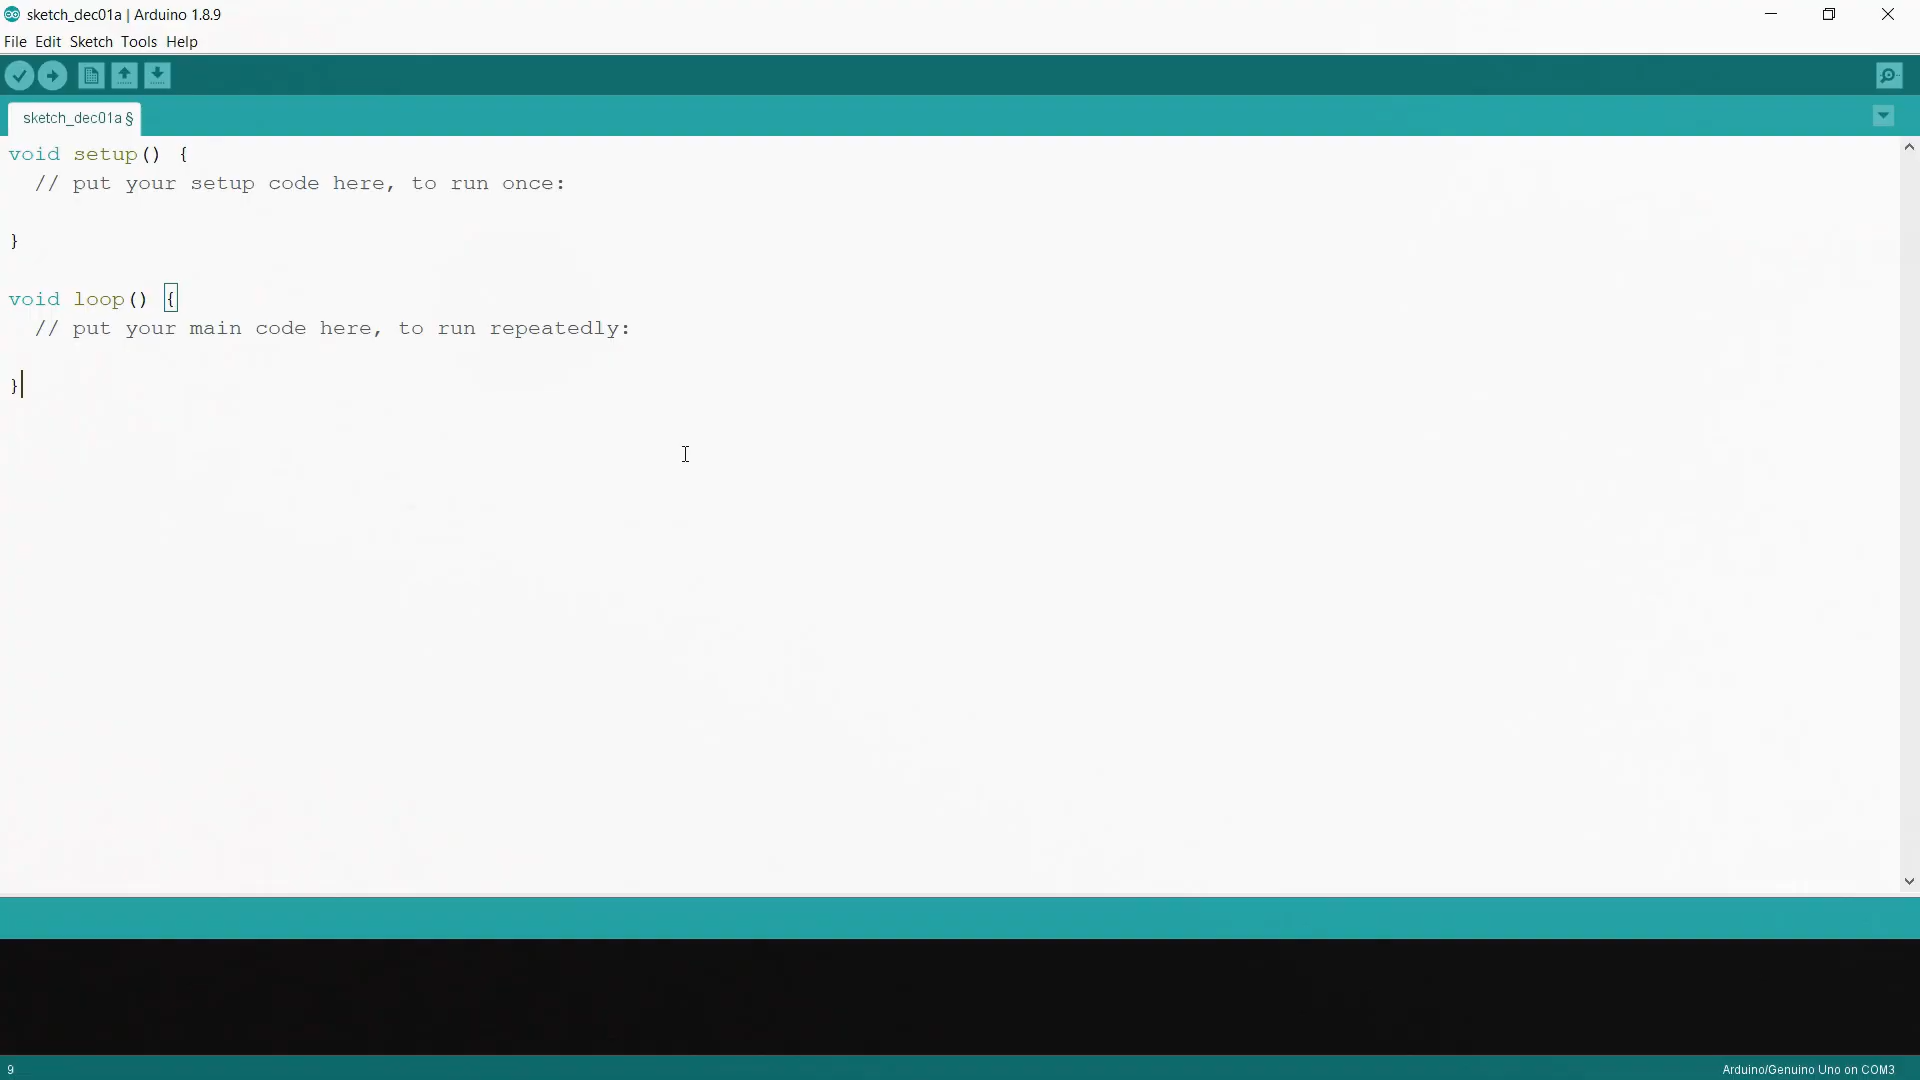 sketch_dec01a | Arduino 1.8.9
File Edit Sketch Tools Help
sketch_dec01a §
void setup() {
  // put your setup code here, to run once:

}

void loop() {
  // put your main code here, to run repeatedly:

}
9
Arduino/Genuino Uno on COM3